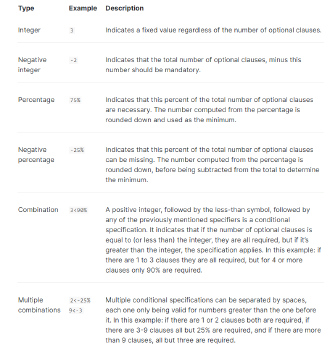 Type Example Description
Integer 3 Indicates a fixed value regardless of the number of optional clauses.
Negative integer -2 Indicates that the total number of optional clauses, minus this
number should be mandatory.
Percentage 75% Indicates that this percent of the total number of optional clauses
are necessary. The number computed from the percentage is
rounded down and used as the minimum.
Negative percentage -25% Indicates that this percent of the total number of optional clauses
can be missing. The number computed from the percentage is
rounded down, before being subtracted from the total to determine
the minimum.
Combination 3<90% A positive integer, followed by the less-than symbol, followed by
any of the previously mentioned specifiers is a conditional
specification. It indicates that if the number of optional clauses is
equal to (or less than) the integer, they are all required, but if it's
greater than the integer, the specification applies. In this example: if
there are 1 to 3 clauses they are all required, but for 4 or more
clauses only 90% are required.
Multiple combinations 2<-25% 9<-3 Multiple conditional specifications can be separated by spaces,
each one only being valid for numbers greater than the one before
it. In this example: if there are 1 or 2 clauses both are required, if
there are 3-9 clauses all but 25% are required, and if there are more
than 9 clauses, all but three are required.